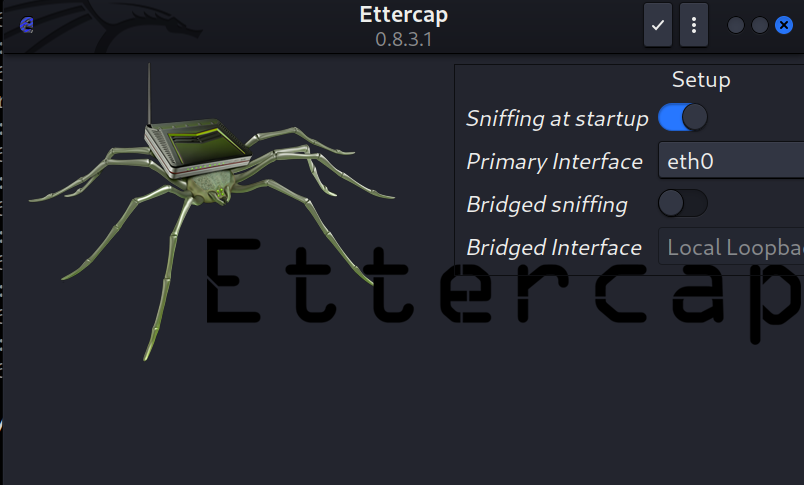 Ettercap
0.8.3.1
Setup
Sniffing at startup
Primary Interface eth0
Bridged sniffing
Bridged Interface Local Loopba
Ettercap